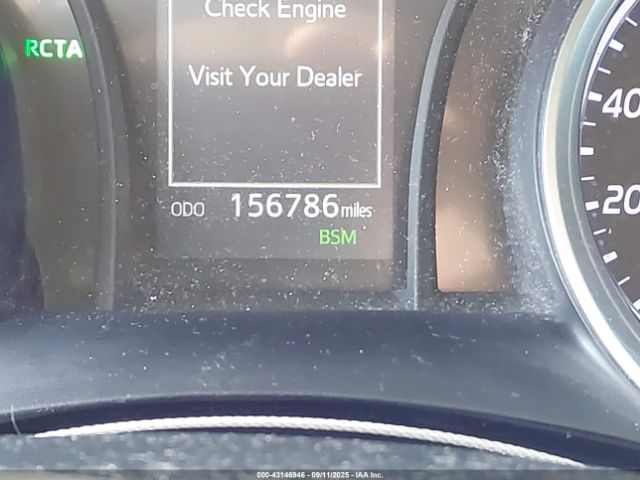 Check Engine
RCTA
Visit Your Dealer
40
20
ODO 156786 miles
BSM
000-43146946 - 09/11/2025 - IAA Inc.